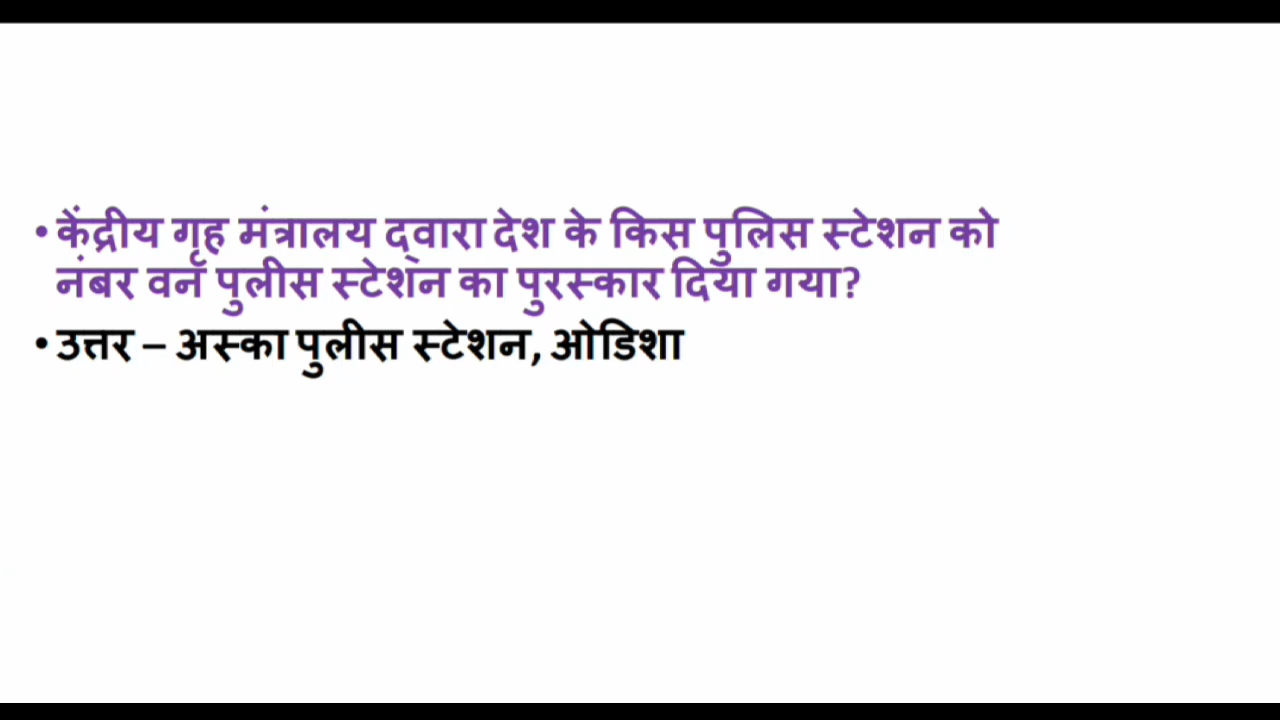 • केंद्रीय गृह मंत्रालय द्वारा देश के किस पुलिस स्टेशन को
नंबर वन पुलीस स्टेशन का पुरस्कार दिया गया?
• उत्तर – अस्का पुलीस स्टेशन, ओडिशा